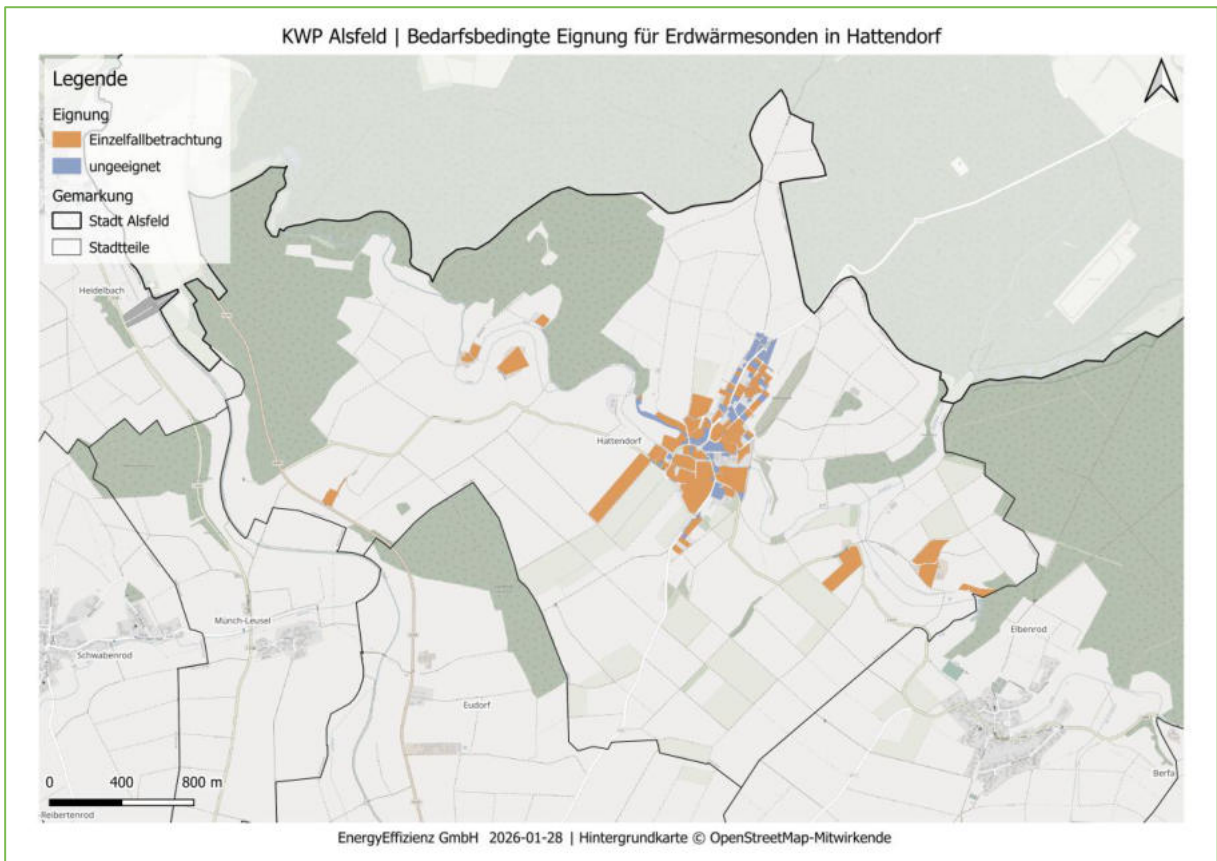 KWP Alsfeld | Bedarfsbedingte Eignung für Erdwärmesonden in Hattendorf
Legende
Eignung
Einzelfallbetrachtung
ungeeignet
Gemarkung
Stadt Alsfeld
Stadtteile
Heidelbach
Hattendorf
Münch-Leusel
Schwabenrod
Elbenrod
Eudorf
Berfa
0 400 800 m
-Reibertenrod
EnergyEffizienz GmbH 2026-01-28 | Hintergrundkarte © OpenStreetMap-Mitwirkende